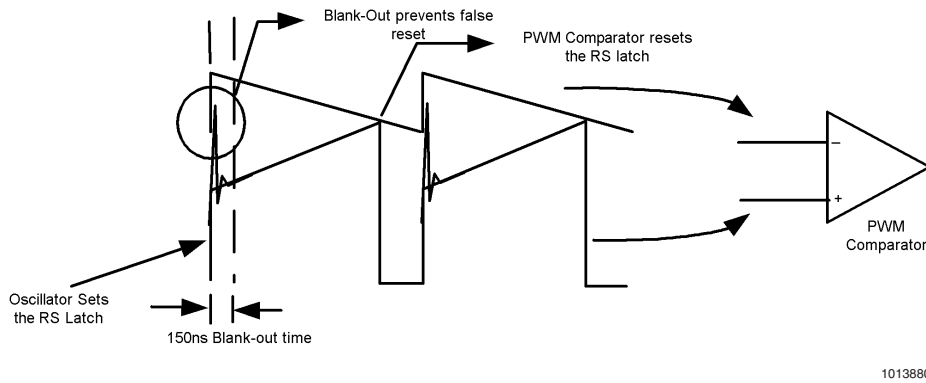 Blank-Out prevents false
reset
PWM Comparator resets
the RS latch
−
+
PWM
Comparator
Oscillator Sets
the RS Latch
150ns Blank-out time
1013880